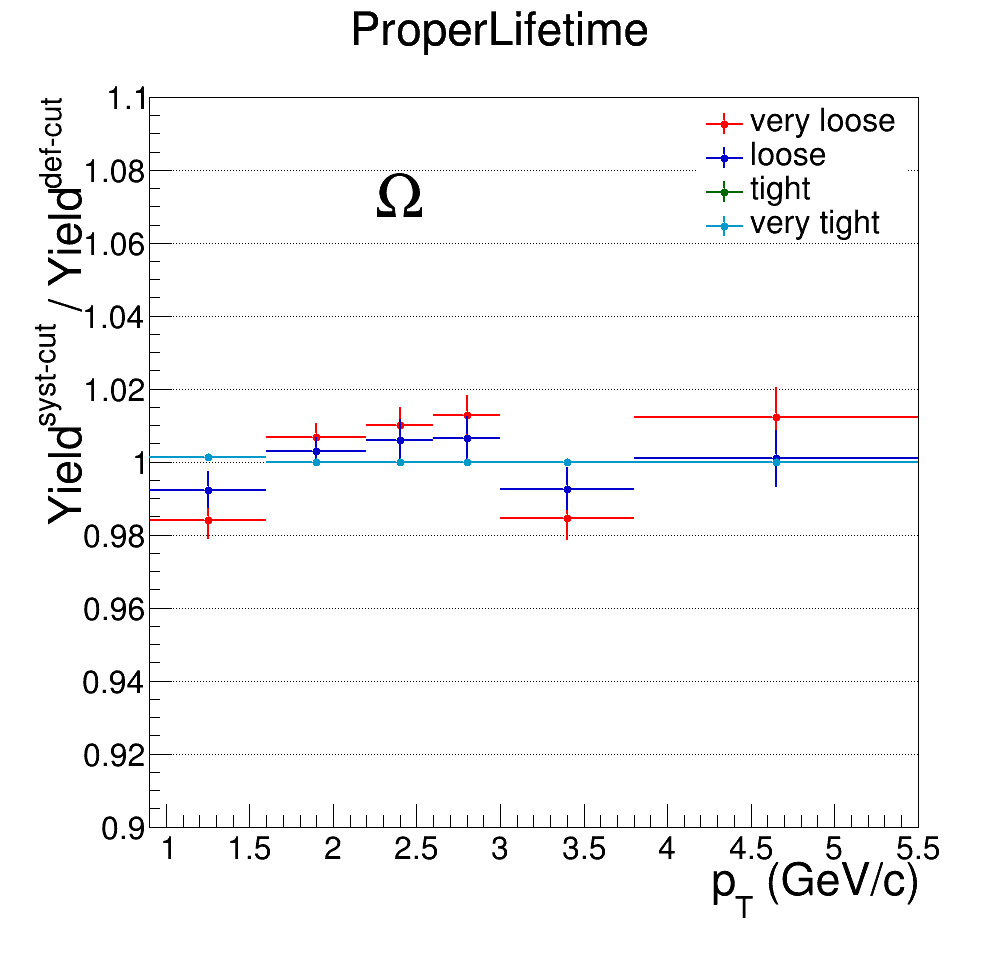 ProperLifetime
Yield^syst-cut / Yield^def-cut
1.1
1.08
1.06
1.04
1.02
1
0.98
0.96
0.94
0.92
0.9
Ω
very loose
loose
tight
very tight
1 1.5 2 2.5 3 3.5 4 4.5 5 5.5
p_T (GeV/c)